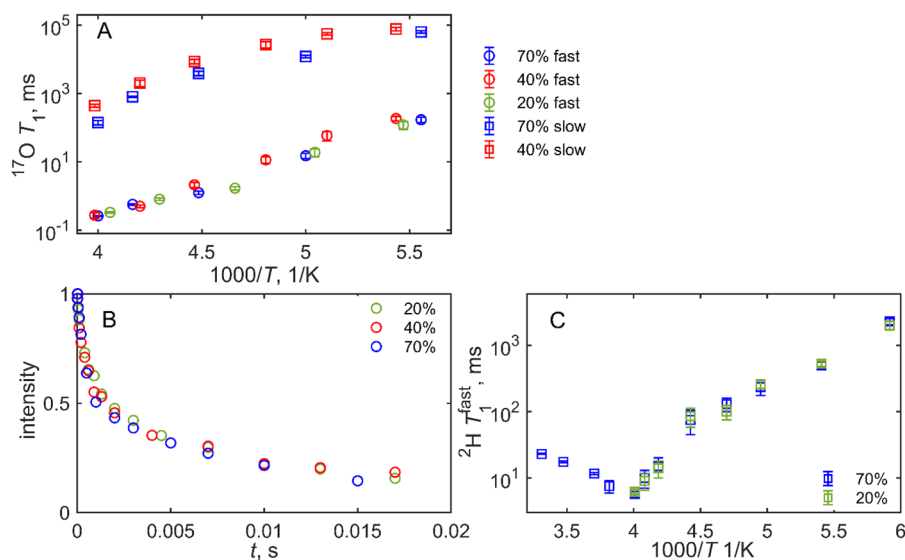 A
10^5
10^3
10^1
10^-1
^17O T_1, ms
4
4.5
5
5.5
1000/T, 1/K
70% fast
40% fast
20% fast
70% slow
40% slow
B
1
0.5
0
intensity
0
0.005
0.01
0.015
0.02
t, s
20%
40%
70%
C
10^3
10^2
10^1
^2H T_1^fast, ms
3.5
4
4.5
5
5.5
6
1000/T 1/K
70%
20%